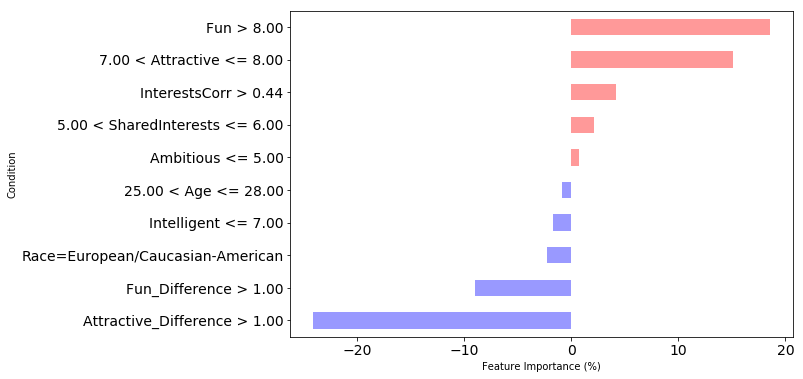 Fun > 8.00
7.00 < Attractive <= 8.00
InterestsCorr > 0.44
5.00 < SharedInterests <= 6.00
Ambitious <= 5.00
25.00 < Age <= 28.00
Intelligent <= 7.00
Race=European/Caucasian-American
Fun_Difference > 1.00
Attractive_Difference > 1.00
Condition
−20 −10 0 10 20
Feature Importance (%)